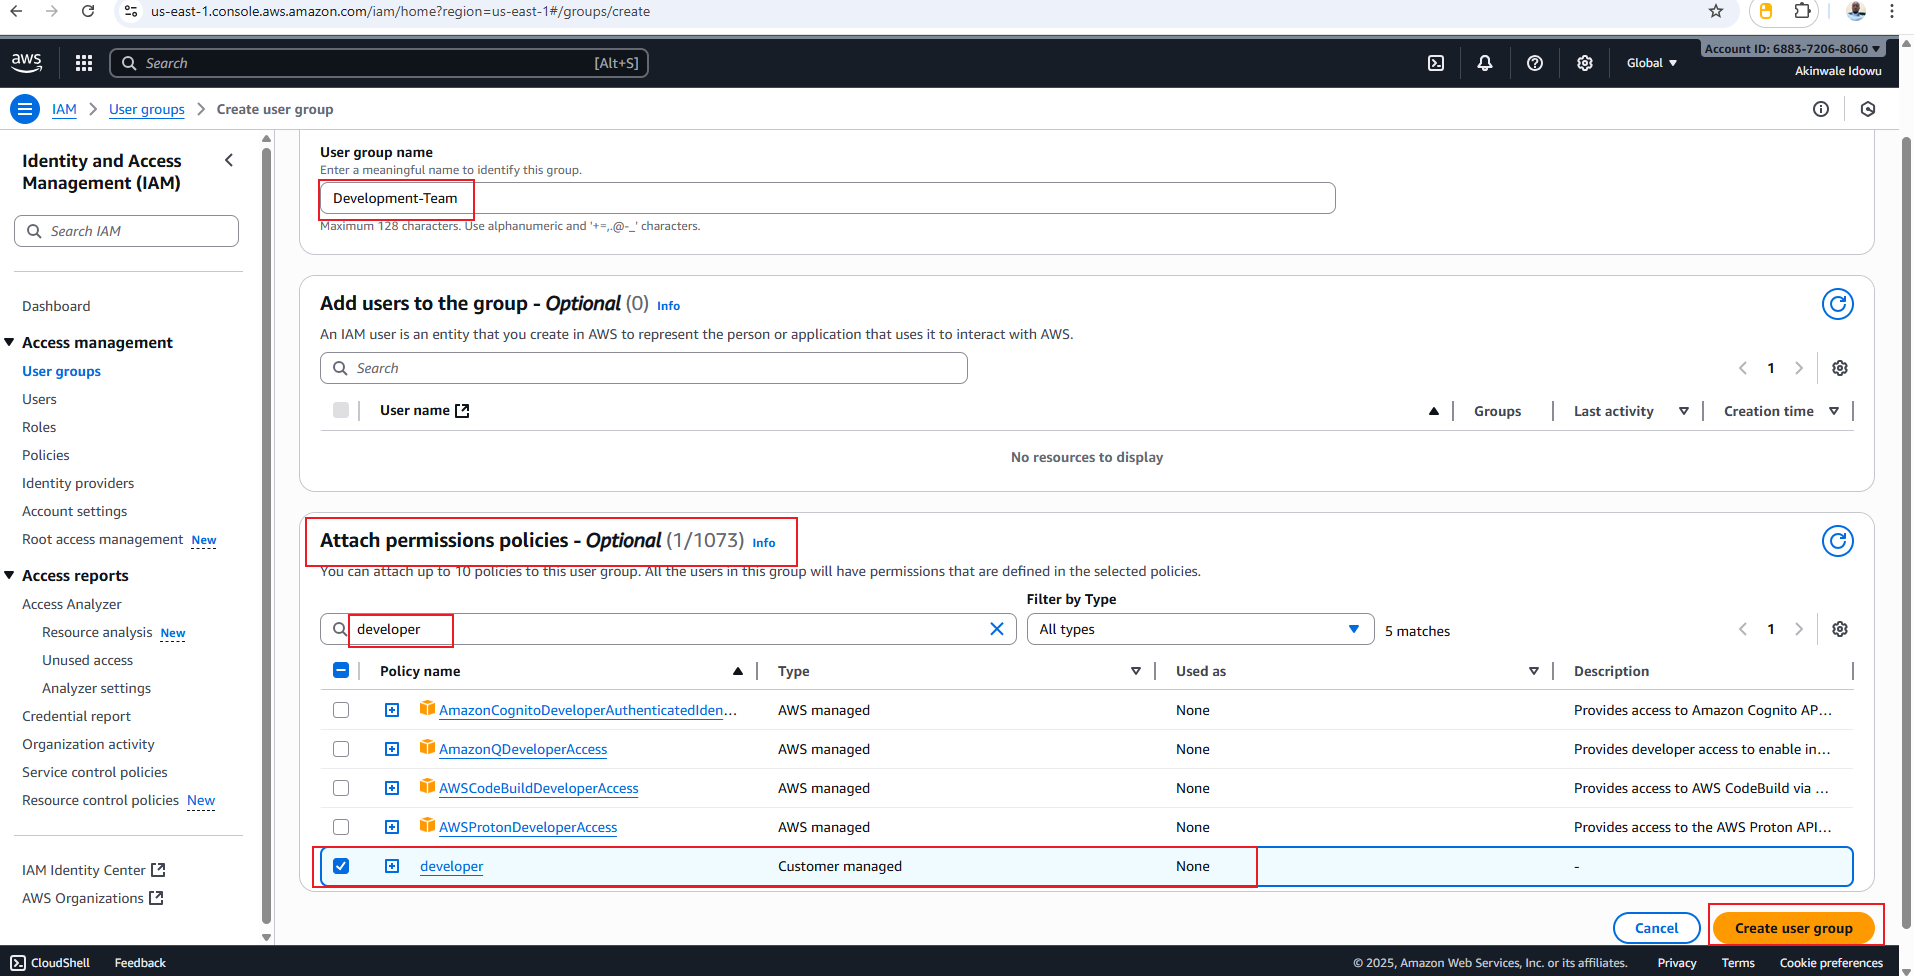 us-east-1.console.aws.amazon.com/iam/home?region=us-east-1#/groups/create
aws
Search
[Alt+S]
Global
Account ID: 6883-7206-8060
Akinwale Idowu
IAM
User groups
Create user group
Identity and Access
Management (IAM)
Search IAM
Dashboard
Access management
User groups
Users
Roles
Policies
Identity providers
Account settings
Root access management New
Access reports
Access Analyzer
Resource analysis New
Unused access
Analyzer settings
Credential report
Organization activity
Service control policies
Resource control policies New
IAM Identity Center
AWS Organizations
User group name
Enter a meaningful name to identify this group.
Development-Team
Maximum 128 characters. Use alphanumeric and '+=,.@-_' characters.
Add users to the group - Optional (0) Info
An IAM user is an entity that you create in AWS to represent the person or application that uses it to interact with AWS.
Search
1
User name Groups Last activity Creation time
No resources to display
Attach permissions policies - Optional (1/1073) Info
You can attach up to 10 policies to this user group. All the users in this group will have permissions that are defined in the selected policies.
Filter by Type
developer
All types
5 matches
1
Policy name Type Used as Description
AmazonCognitoDeveloperAuthenticatedIden... AWS managed None Provides access to Amazon Cognito AP...
AmazonQDeveloperAccess AWS managed None Provides developer access to enable in...
AWSCodeBuildDeveloperAccess AWS managed None Provides access to AWS CodeBuild via ...
AWSProtonDeveloperAccess AWS managed None Provides access to the AWS Proton API...
developer Customer managed None -
Cancel
Create user group
CloudShell
Feedback
© 2025, Amazon Web Services, Inc. or its affiliates.
Privacy
Terms
Cookie preferences